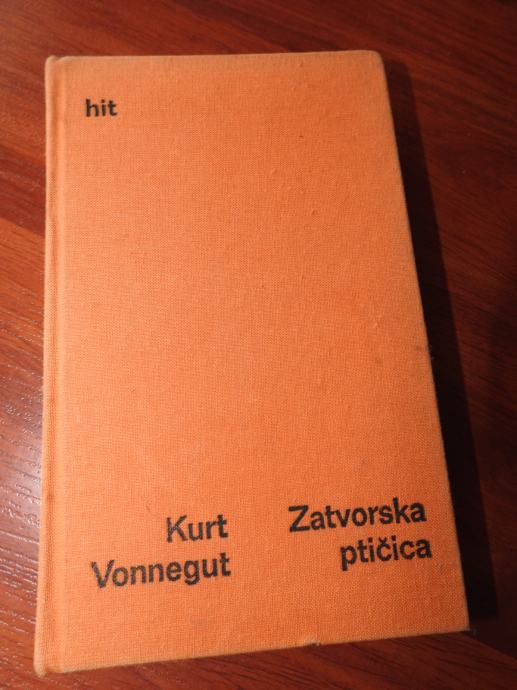 hit
Kurt
Vonnegut
Zatvorska
ptičica